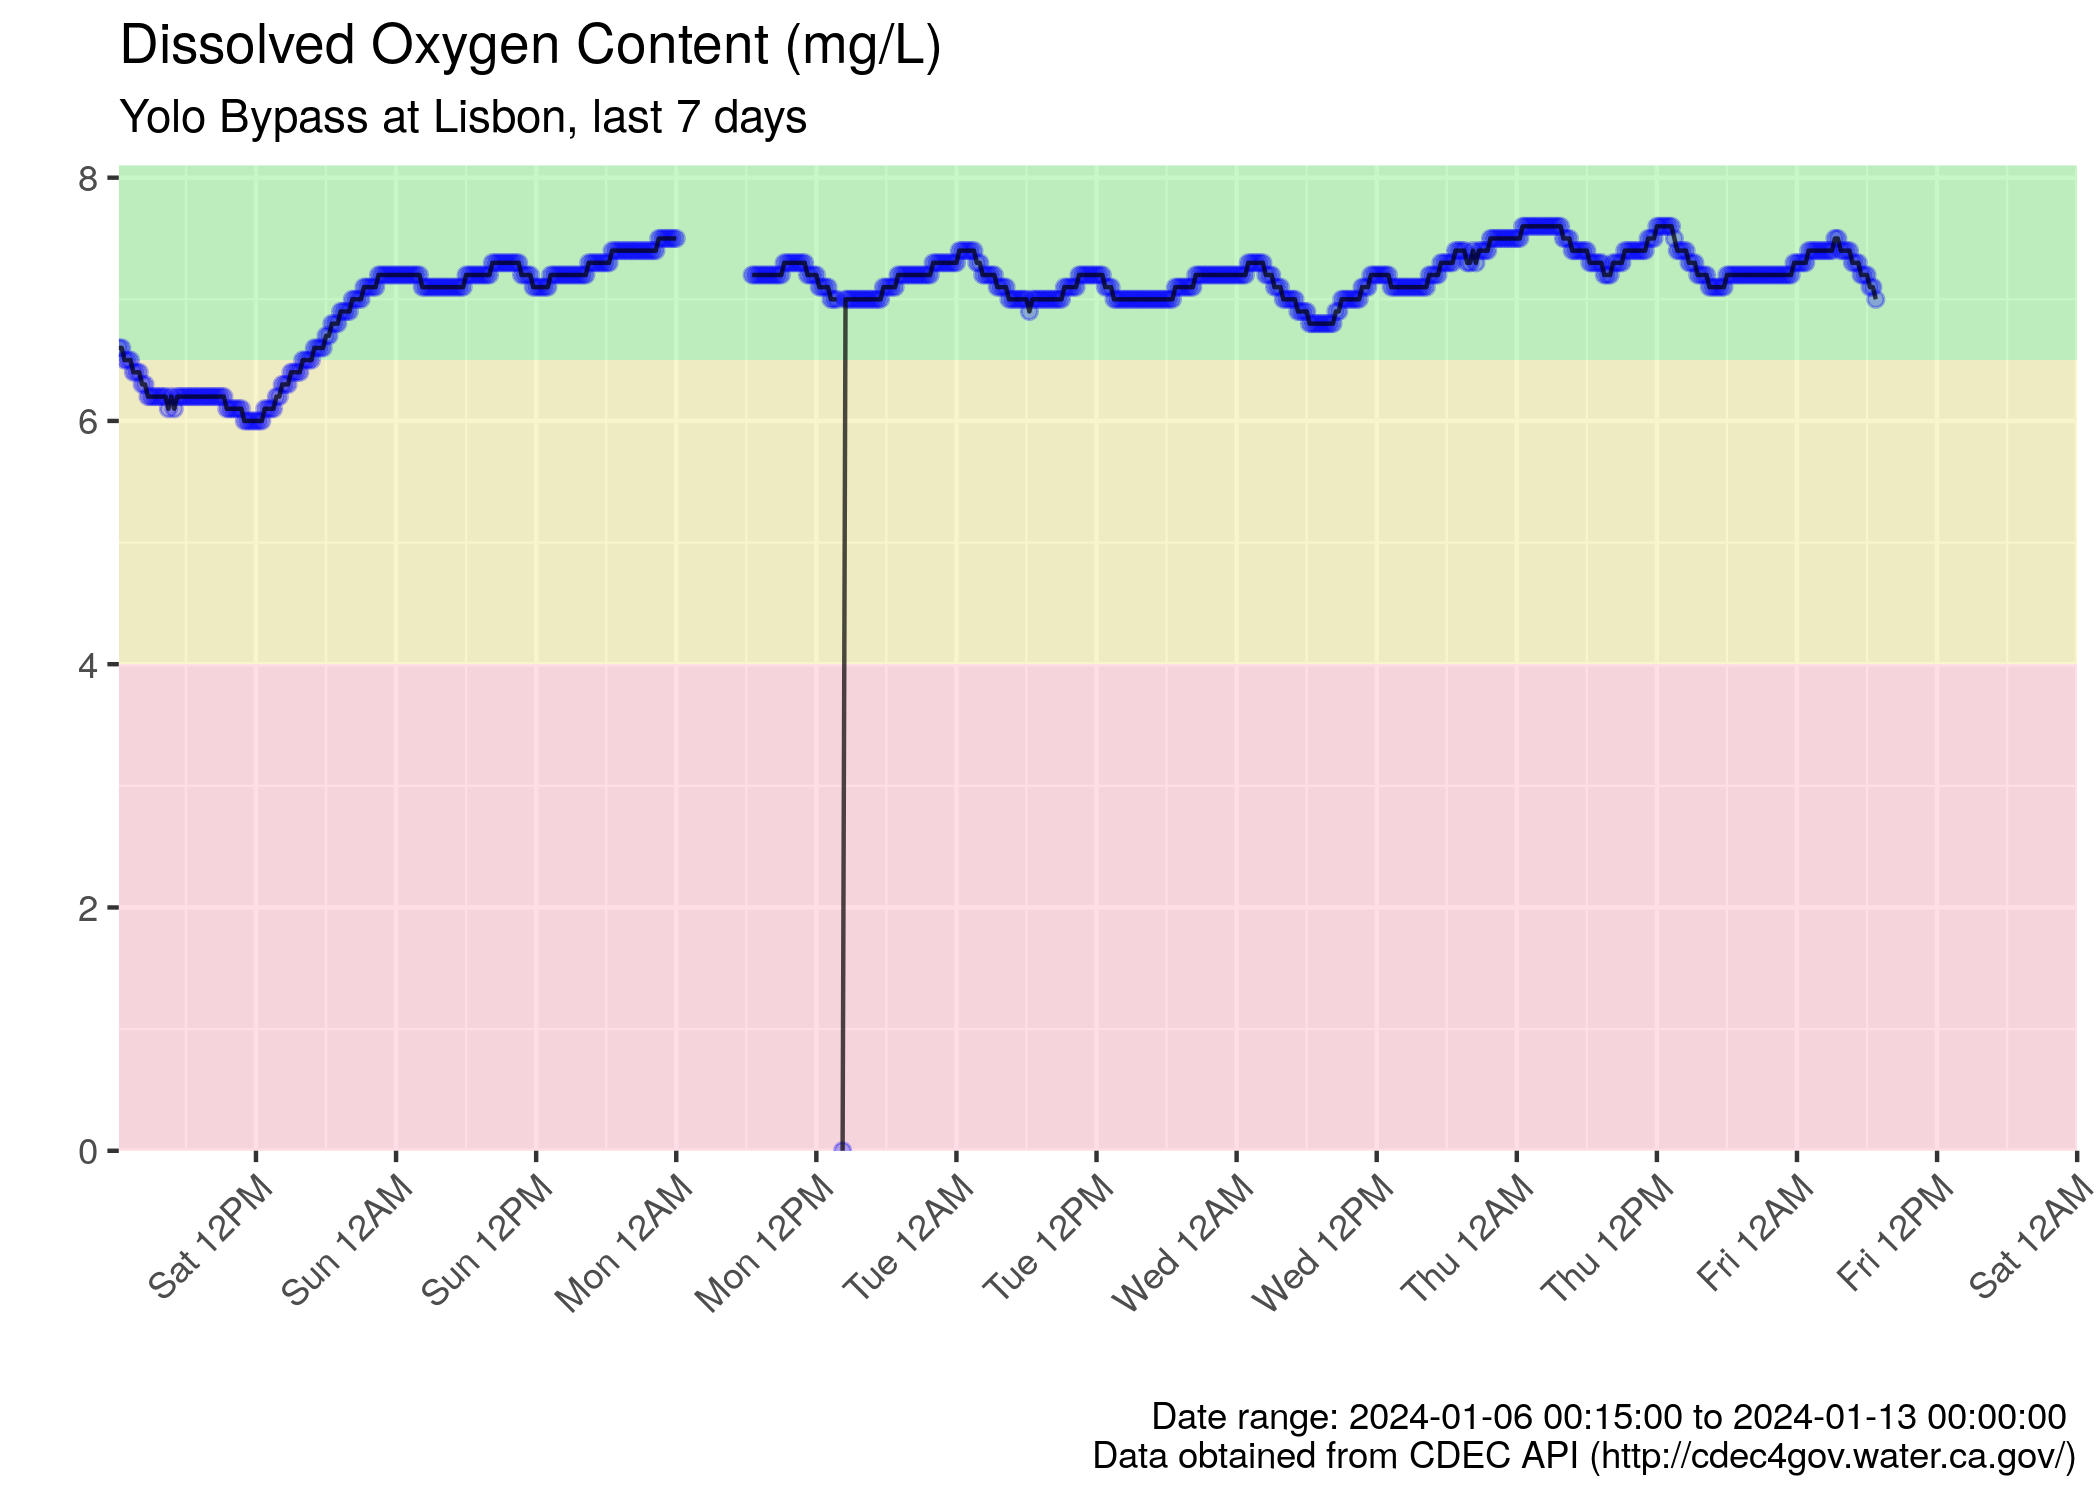 Dissolved Oxygen Content (mg/L)
Yolo Bypass at Lisbon, last 7 days
8
6
4
2
0
Sat 12PM
Sun 12AM
Sun 12PM
Mon 12AM
Mon 12PM
Tue 12AM
Tue 12PM
Wed 12AM
Wed 12PM
Thu 12AM
Thu 12PM
Fri 12AM
Fri 12PM
Sat 12AM
Date range: 2024-01-06 00:15:00 to 2024-01-13 00:00:00
Data obtained from CDEC API (http://cdec4gov.water.ca.gov/)